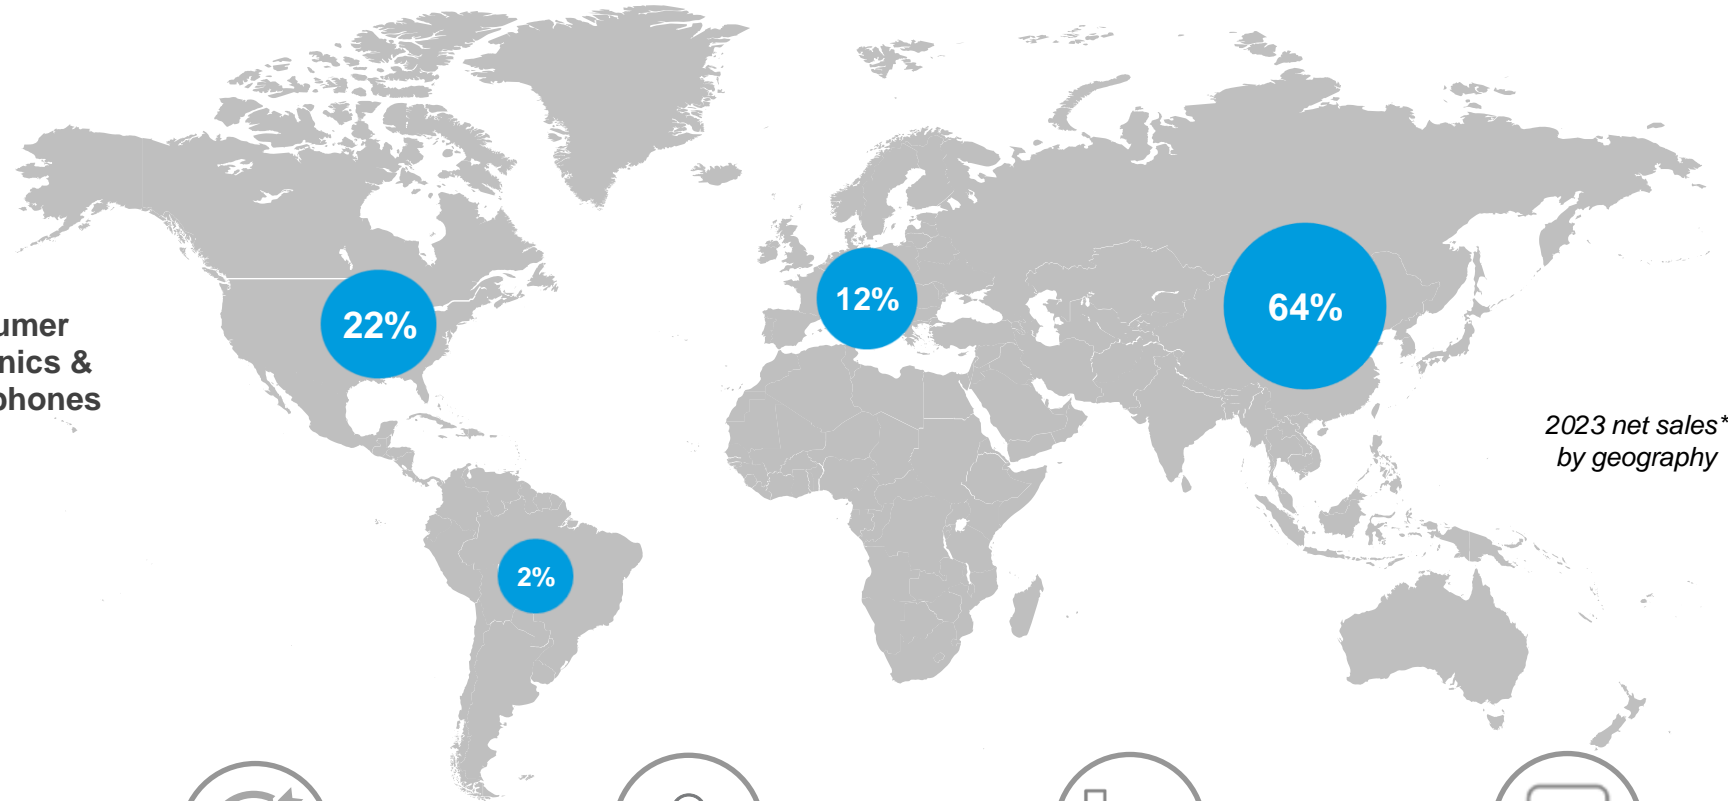 umer
nics &
phones
22%
12%
64%
2%
2023 net sales*
by geography